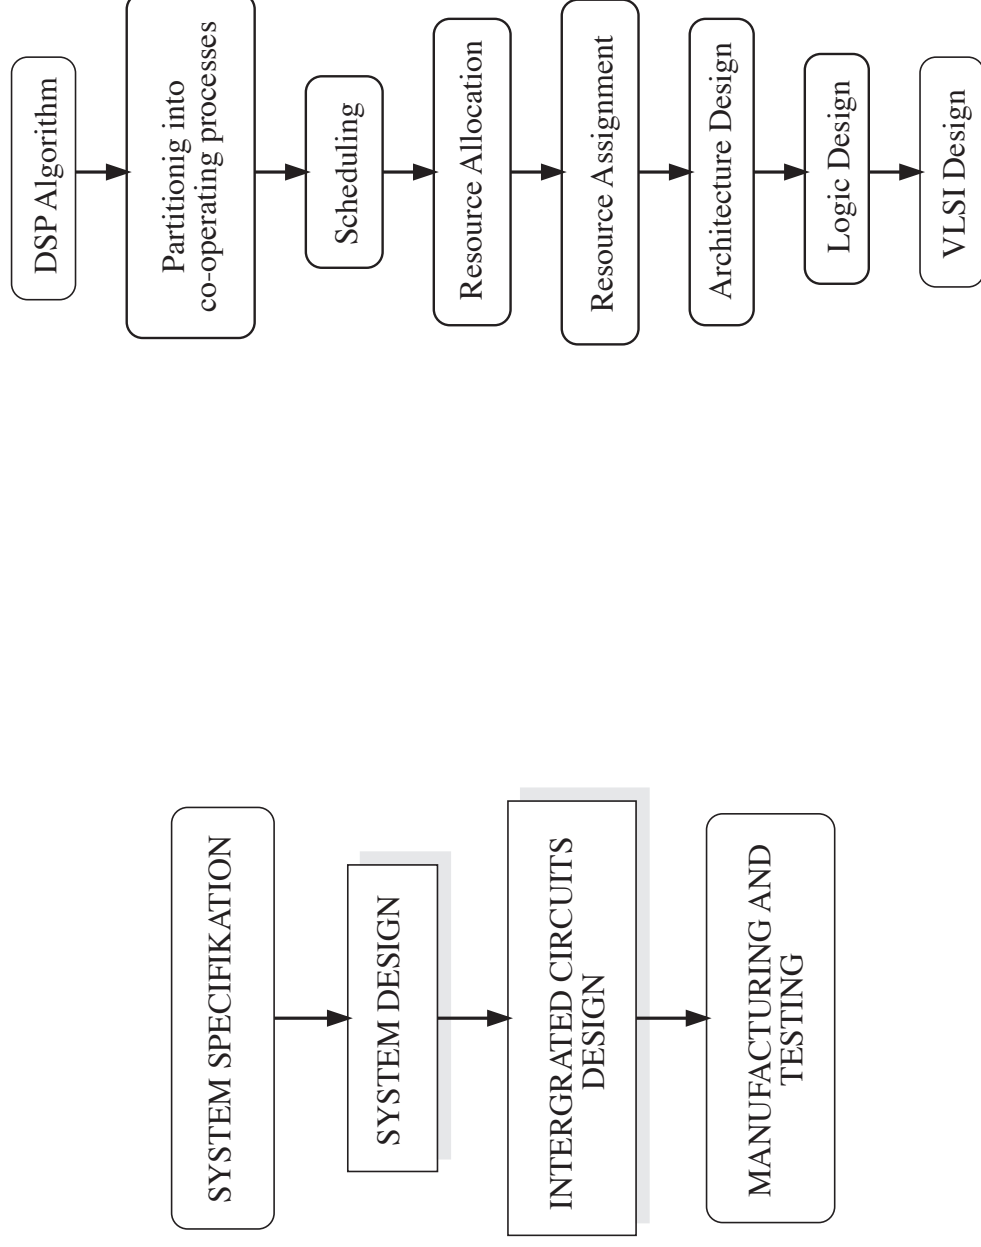 SYSTEM SPECIFIKATION
SYSTEM DESIGN
INTERGRATED CIRCUITS
DESIGN
MANUFACTURING AND
TESTING
DSP Algorithm
Partitionig into
co-operating processes
Scheduling
Resource Allocation
Resource Assignment
Architecture Design
Logic Design
VLSI Design